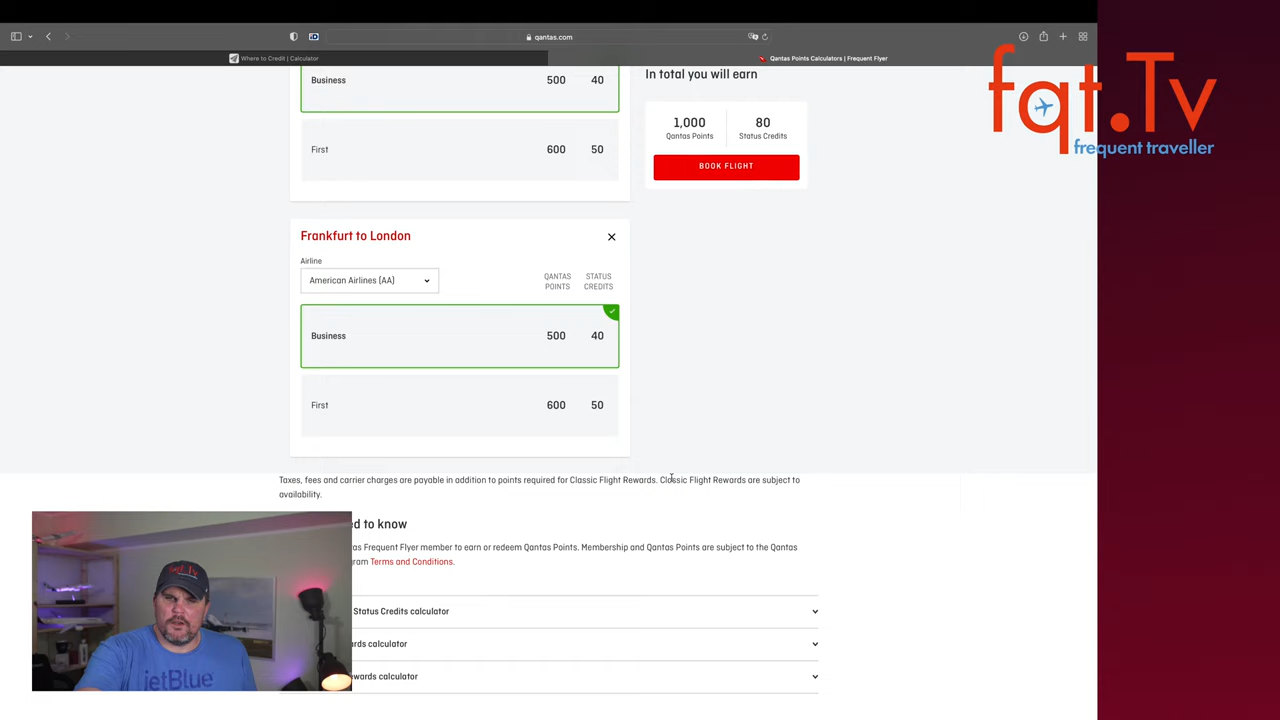 qantas.com
Where to Credit | Calculator
Qantas Points Calculators | Frequent Flyer
fqt.Tv
frequent traveller
Business 500 40
First 600 50
In total you will earn
1,000 80
Qantas Points Status Credits
BOOK FLIGHT
Frankfurt to London
Airline
American Airlines (AA)
QANTAS POINTS
STATUS CREDITS
Business 500 40
First 600 50
Taxes, fees and carrier charges are payable in addition to points required for Classic Flight Rewards. Classic Flight Rewards are subject to
availability.
ed to know
as Frequent Flyer member to earn or redeem Qantas Points. Membership and Qantas Points are subject to the Qantas
gram Terms and Conditions.
Status Credits calculator
ards calculator
wards calculator
fqt.Tv
jetBlue